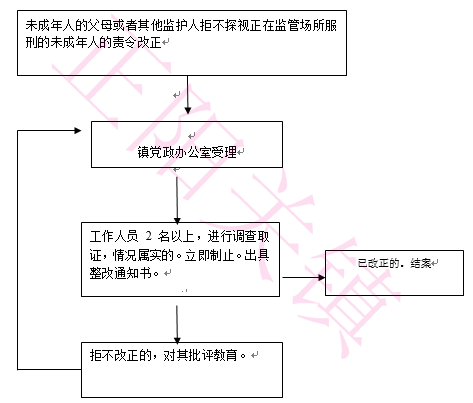 未成年人的父母或者其他监护人拒不探视正在监管场所服
刑的未成年人的责令改正
镇党政办公室受理
工作人员 2 名以上，进行调查取
证，情况属实的。立即制止。出具
整改通知书。
已改正的. 结案
拒不改正的，对其批评教育。
正阳关镇